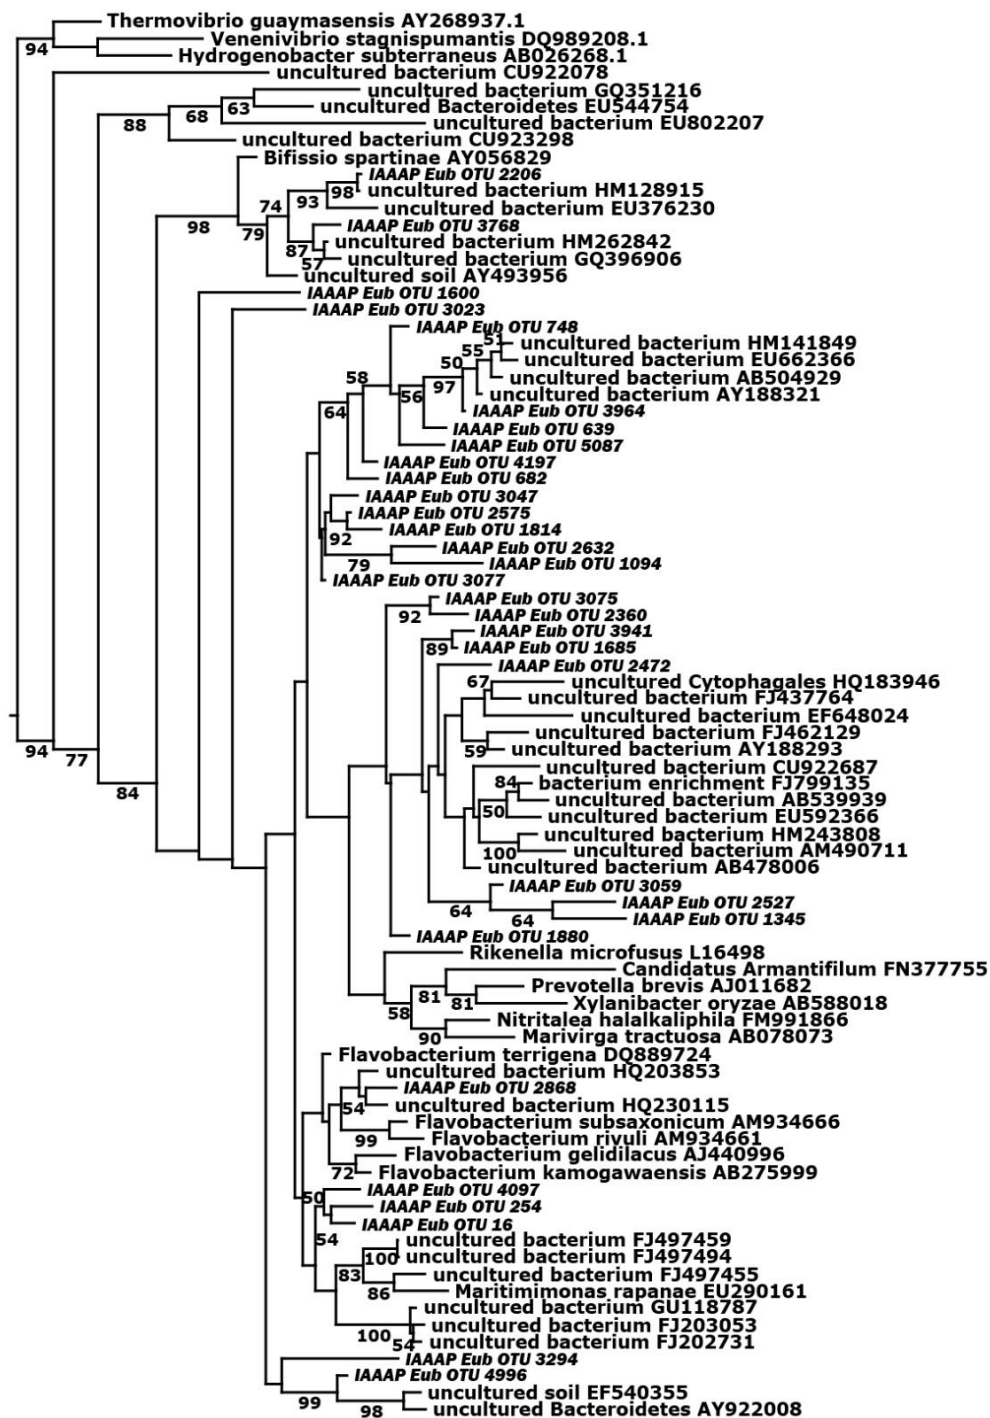 Thermovibrio guaymasensis AY268937.1
94
Venenivibrio stagnispumantis DQ989208.1
Hydrogenobacter subterraneus AB026268.1
uncultured bacterium CU922078
uncultured bacterium GQ351216
63
uncultured Bacteroidetes EU544754
68
88
uncultured bacterium EU802207
uncultured bacterium CU923298
Bifissio spartinae AY056829
IAAAP Eub OTU 2206
98
uncultured bacterium HM128915
93
74
uncultured bacterium EU376230
98
79
IAAAP Eub OTU 3768
87
uncultured bacterium HM262842
57
uncultured bacterium GQ396906
uncultured soil AY493956
IAAAP Eub OTU 1600
IAAAP Eub OTU 3023
IAAAP Eub OTU 748
51
uncultured bacterium HM141849
55
uncultured bacterium EU662366
50
58
97
uncultured bacterium AB504929
56
uncultured bacterium AY188321
64
IAAAP Eub OTU 3964
IAAAP Eub OTU 639
IAAAP Eub OTU 5087
IAAAP Eub OTU 4197
IAAAP Eub OTU 682
IAAAP Eub OTU 3047
IAAAP Eub OTU 2575
92
IAAAP Eub OTU 1814
IAAAP Eub OTU 2632
79
IAAAP Eub OTU 1094
IAAAP Eub OTU 3077
IAAAP Eub OTU 3075
92
IAAAP Eub OTU 2360
IAAAP Eub OTU 3941
89
IAAAP Eub OTU 1685
IAAAP Eub OTU 2472
67
uncultured Cytophagales HQ183946
uncultured bacterium FJ437764
uncultured bacterium EF648024
uncultured bacterium FJ462129
94
77
59
uncultured bacterium AY188293
uncultured bacterium CU922687
84
84
bacterium enrichment FJ799135
uncultured bacterium AB539939
50
uncultured bacterium EU592366
uncultured bacterium HM243808
100
uncultured bacterium AM490711
uncultured bacterium AB478006
IAAAP Eub OTU 3059
64
IAAAP Eub OTU 2527
64
IAAAP Eub OTU 1345
IAAAP Eub OTU 1880
Rikenella microfusus L16498
Candidatus Armantifilum FN377755
81
Prevotella brevis AJ011682
81
Xylanibacter oryzae AB588018
58
Nitritalea halalkaliphila FM991866
90
Marivirga tractuosa AB078073
Flavobacterium terrigena DQ889724
uncultured bacterium HQ203853
IAAAP Eub OTU 2868
54
uncultured bacterium HQ230115
Flavobacterium subsaxonicum AM934666
99
Flavobacterium rivuli AM934661
Flavobacterium gelidilacus AJ440996
72
Flavobacterium kamogawaensis AB275999
50
IAAAP Eub OTU 4097
IAAAP Eub OTU 254
54
IAAAP Eub OTU 16
uncultured bacterium FJ497459
100
uncultured bacterium FJ497494
83
uncultured bacterium FJ497455
86
Maritimimonas rapanae EU290161
uncultured bacterium GU118787
100
uncultured bacterium FJ203053
54
uncultured bacterium FJ202731
IAAAP Eub OTU 3294
IAAAP Eub OTU 4996
99
uncultured soil EF540355
98
uncultured Bacteroidetes AY922008